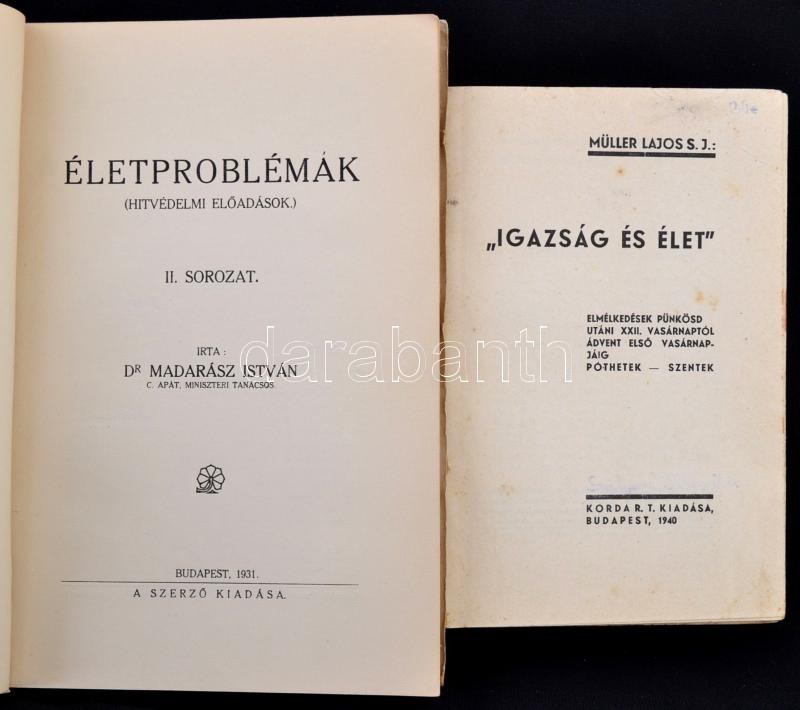 ÉLETPROBLÉMÁK
(HITVÉDELMI ELŐADÁSOK.)
II. SOROZAT.
IRTA:
DR MADARÁSZ ISTVÁN
C. APÁT, MINISZTERI TANÁCSOS.
BUDAPEST, 1931.
A SZERZŐ KIADÁSA.
MÜLLER LAJOS S. J.:
„IGAZSÁG ÉS ÉLET”
ELMÉLKEDÉSEK PÜNKÖSD
UTÁNI XXII. VASÁRNAPTÓL
ÁDVENT ELSŐ VASÁRNAP-
JÁIG
PÓTHETEK — SZENTEK
KORDA R. T. KIADÁSA,
BUDAPEST, 1940
darabanth